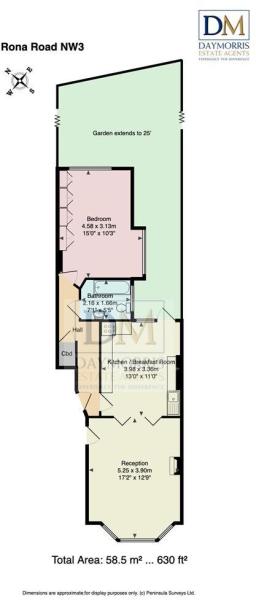 DM
DAYMORRIS
ESTATE AGENTS
EXPERIENCE THE DIFFERENCE
Rona Road NW3
N
E
S
W
Garden extends to 25'
Bedroom
4.58 x 3.13m
15'0" x 10'3"
Bathroom
2.16 x 1.66m
7'1" x 5'5"
Hall
DM
Cbd
Kitchen / Breakfast Room
3.98 x 3.36m
13'0" x 11'0"
DAYMORRIS
ESTATE AGENTS
EXPERIENCE THE DIFFERENCE
Reception
5.25 x 3.90m
17'2" x 12'9"
Total Area: 58.5 m² ... 630 ft²
Dimensions are approximate for display purposes only. (c) Peninsula Surveys Ltd.